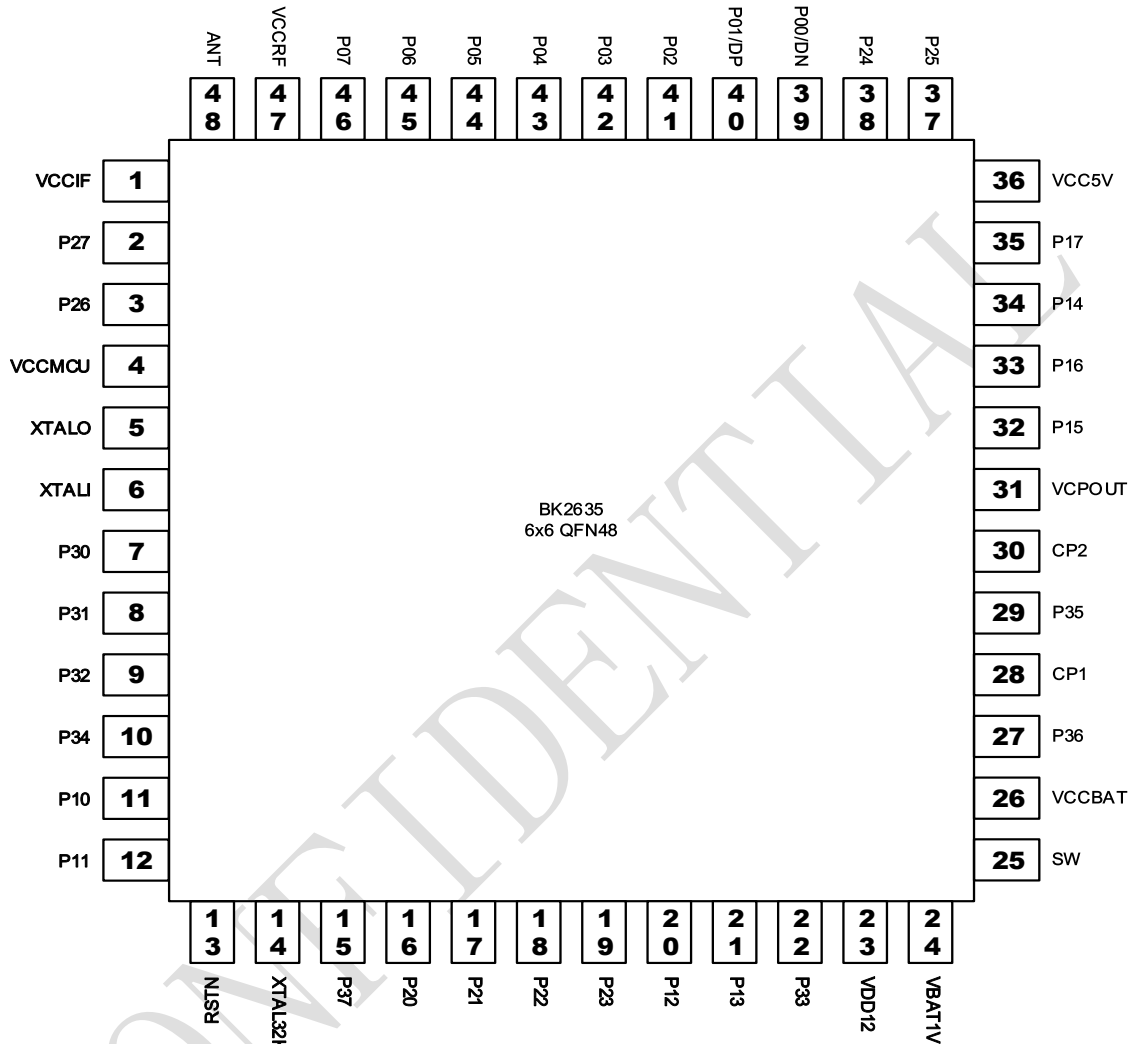 ANT
VCCRF
P07
P06
P05
P04
P03
P02
P01/DP
P00/DN
P24
P25
48
47
46
45
44
43
42
41
40
39
38
37
VCCIF 1
P27 2
P26 3
VCCMCU 4
XTALO 5
XTALI 6
P30 7
P31 8
P32 9
P34 10
P10 11
P11 12
BK2635
6x6 QFN48
36 VCC5V
35 P17
34 P14
33 P16
32 P15
31 VCPOUT
30 CP2
29 P35
28 CP1
27 P36
26 VCCBAT
25 SW
13
14
15
16
17
18
19
20
21
22
23
24
RSTN
P37
P20
P21
P22
P23
P12
P13
P33
VDD12
VBAT1V
ONFIDENTIAL